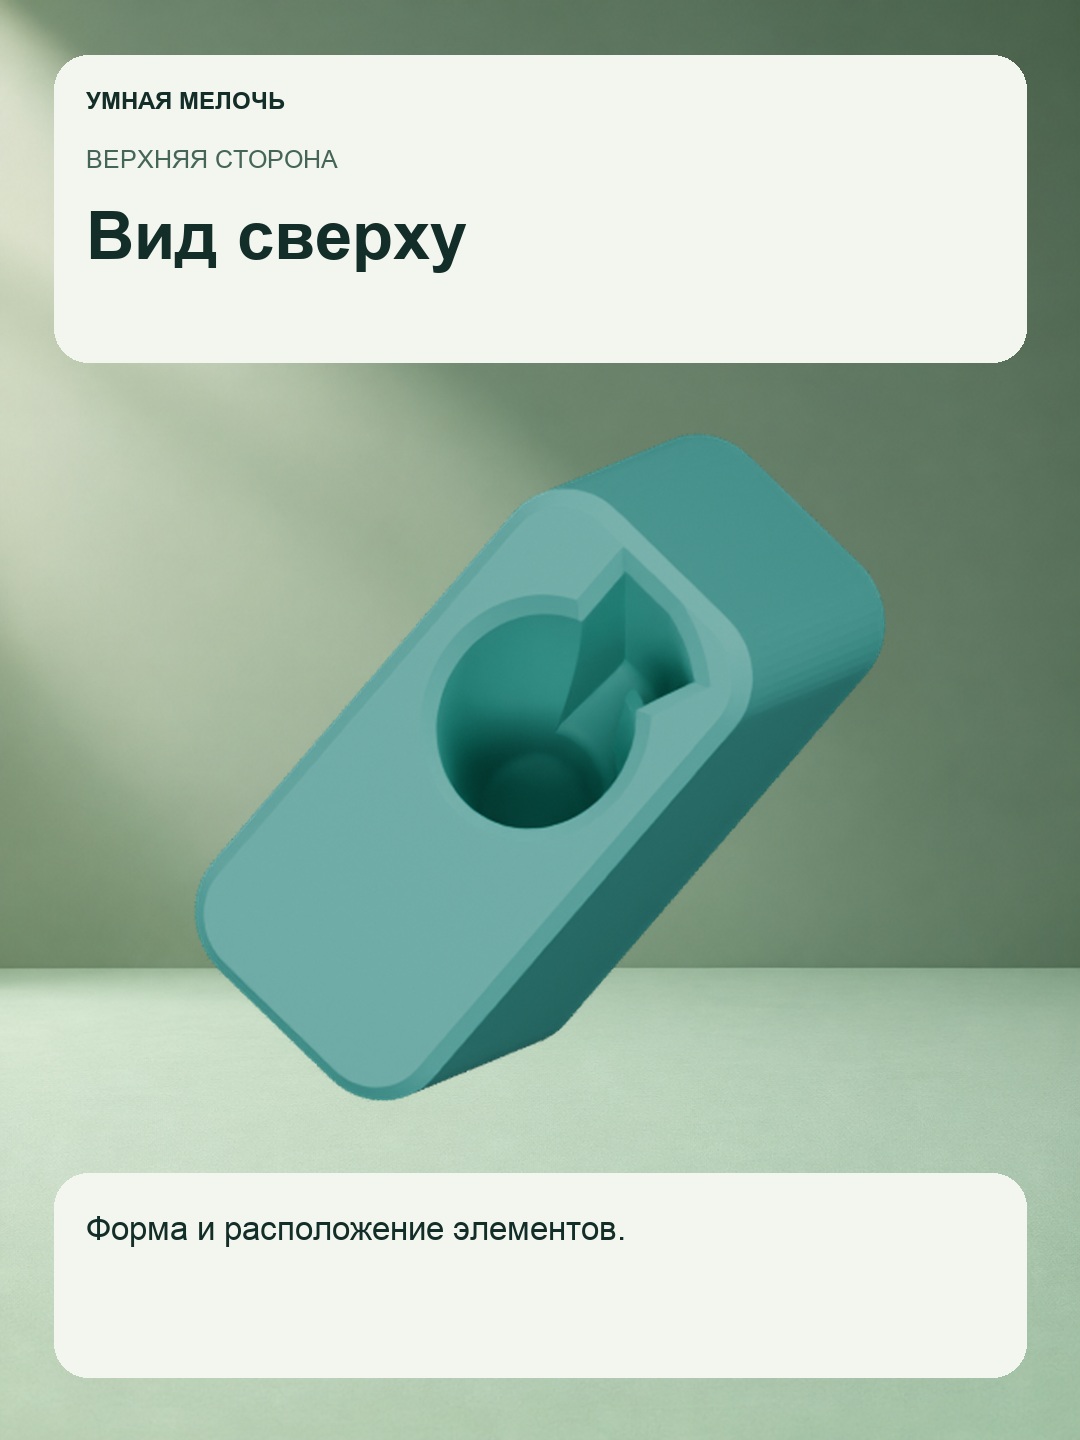 УМНАЯ МЕЛОЧЬ
ВЕРХНЯЯ СТОРОНА
Вид сверху
Форма и расположение элементов.